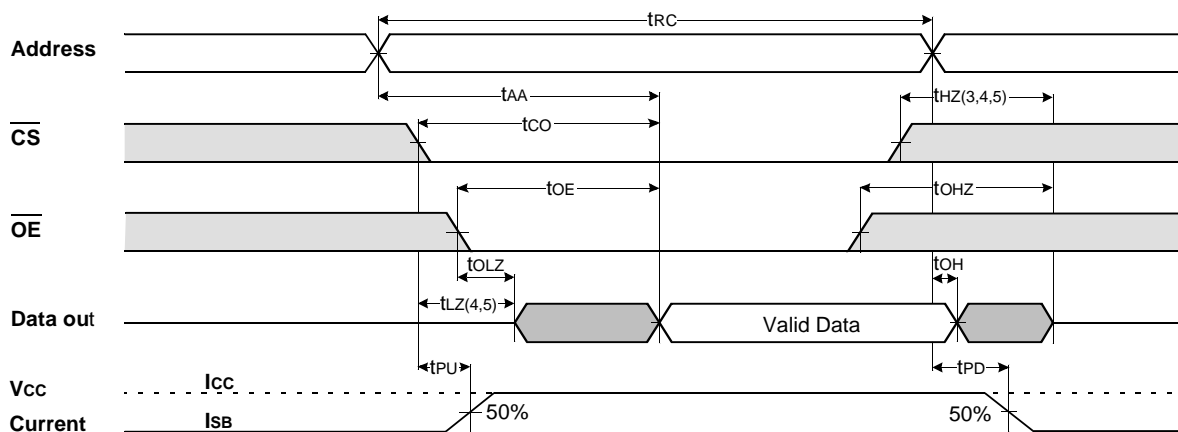 tRC
Address
tAA
tHZ(3,4,5)
CS
tCO
tOE
tOHZ
OE
tOLZ
tOH
tLZ(4,5)
Data out
Valid Data
tPU
tPD
VCC
ICC
50%
50%
Current
ISB